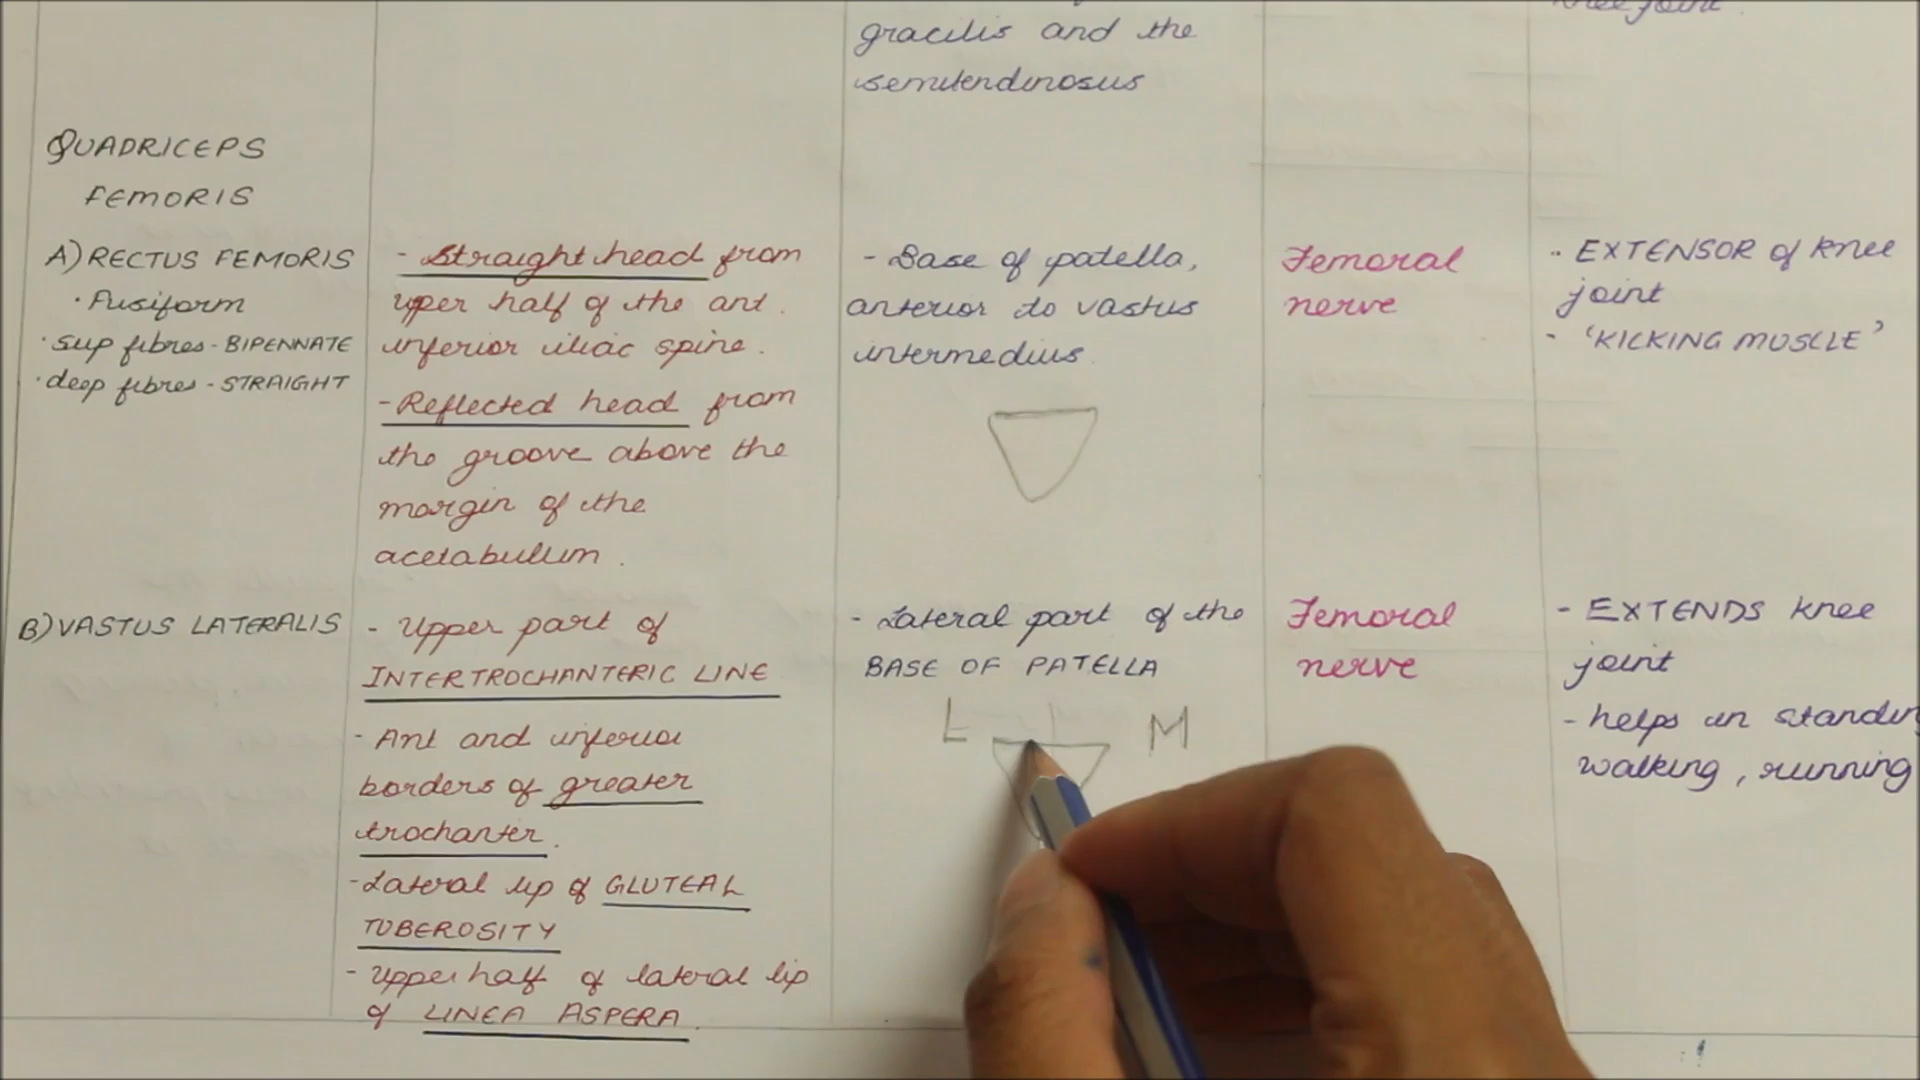 gracilis and the
semitendinosus
QUADRICEPS
FEMORIS
A) RECTUS FEMORIS
· Fusiform
· sup fibres - BIPENNATE
· deep fibres - STRAIGHT
- Straight head from
upper half of the ant.
inferior iliac spine.
- Reflected head from
the groove above the
margin of the
acetabulum.
- Base of patella,
anterior to vastus
intermedius.
Femoral
nerve
- EXTENSOR of knee
joint
- 'KICKING MUSCLE'
B) VASTUS LATERALIS
- Upper part of
INTERTROCHANTERIC LINE
- Ant and inferior
borders of greater
trochanter.
- Lateral lip of GLUTEAL
TUBEROSITY
- Upper half of lateral lip
of LINEA ASPERA.
- Lateral part of the
BASE OF PATELLA
L M
Femoral
nerve
- EXTENDS knee
joint
- helps in
walking, running